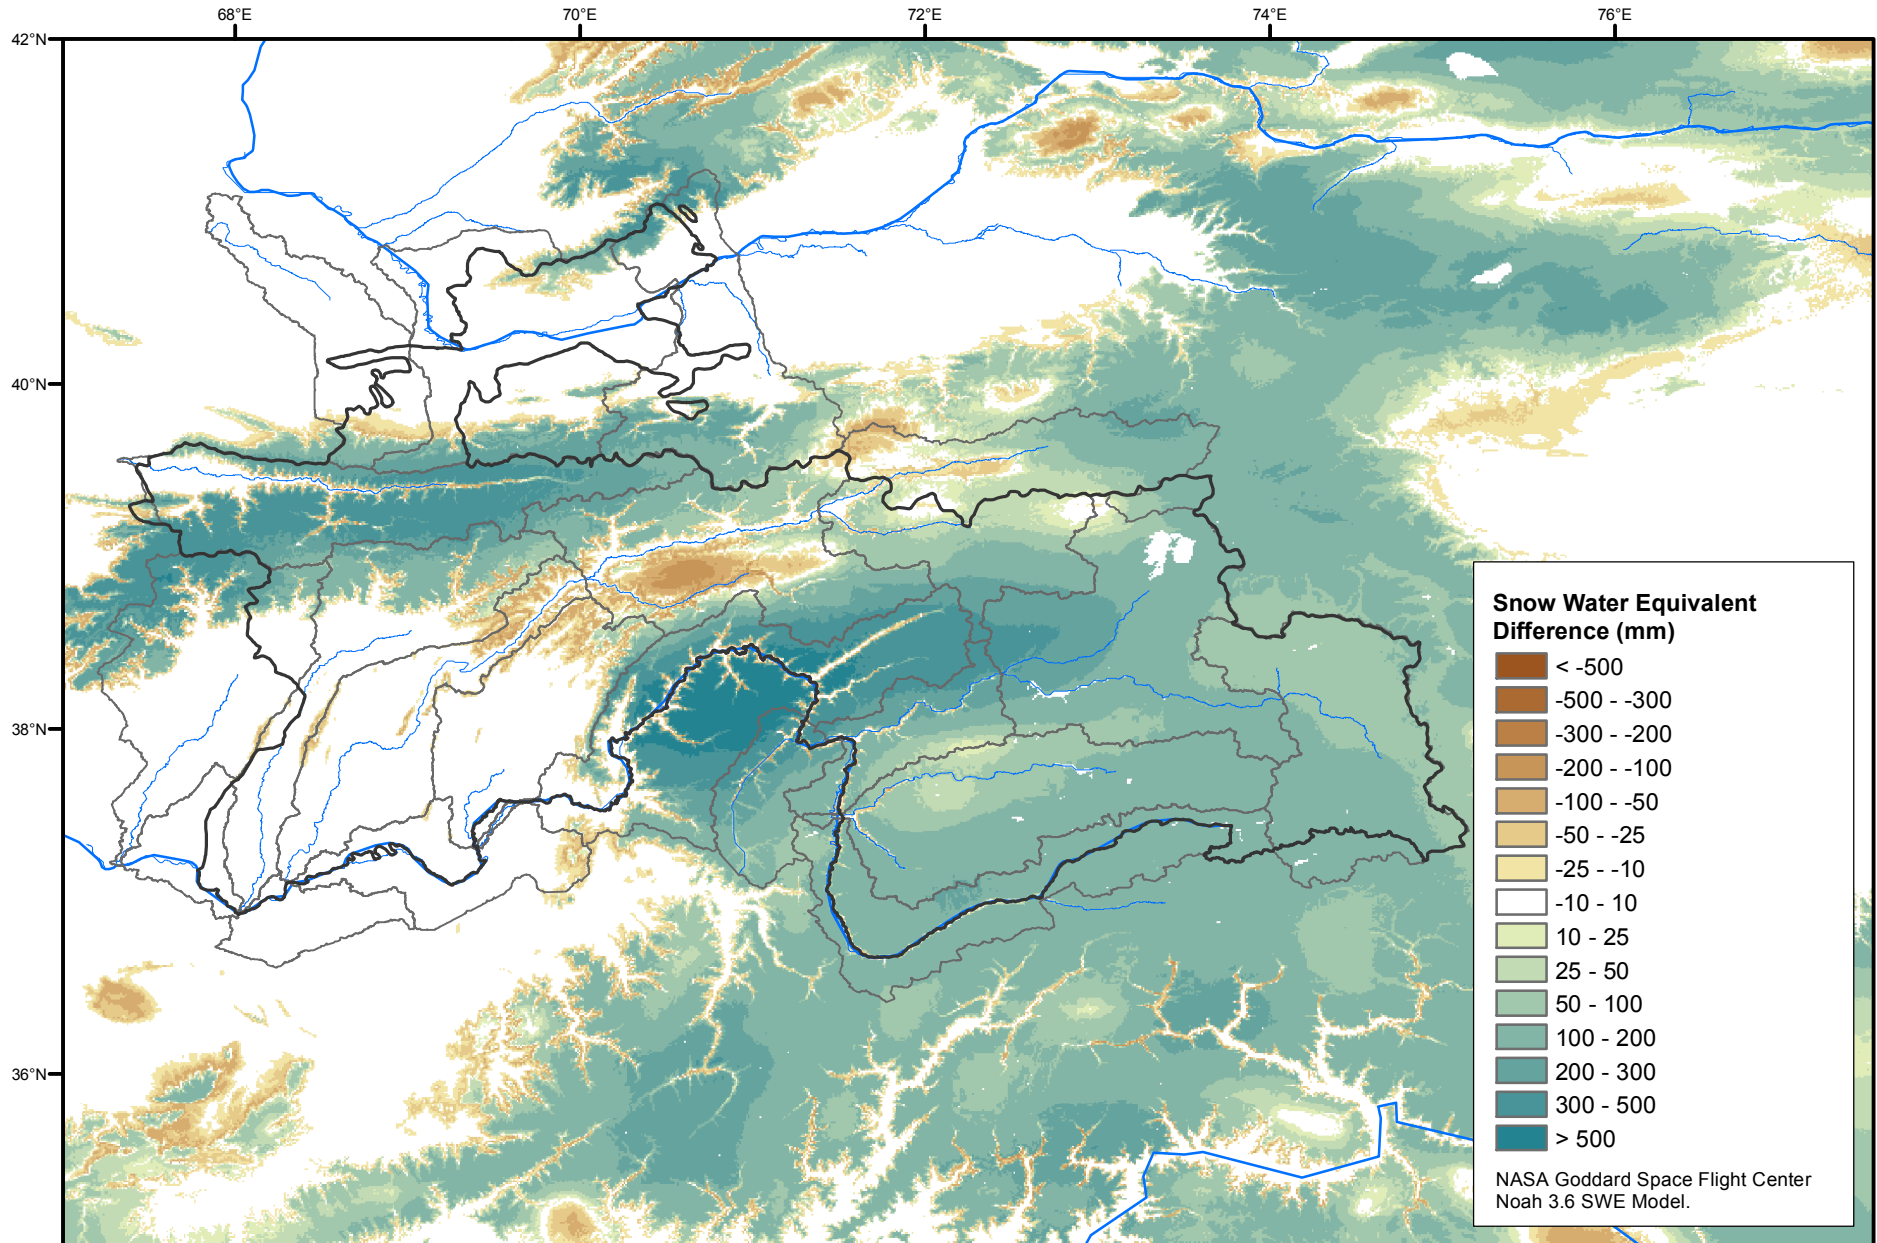 68°E
70°E
72°E
74°E
76°E
42°N
40°N
38°N
36°N
Snow Water Equivalent
Difference (mm)
< -500
-500 - -300
-300 - -200
-200 - -100
-100 - -50
-50 - -25
-25 - -10
-10 - 10
10 - 25
25 - 50
50 - 100
100 - 200
200 - 300
300 - 500
> 500
NASA Goddard Space Flight Center
Noah 3.6 SWE Model.